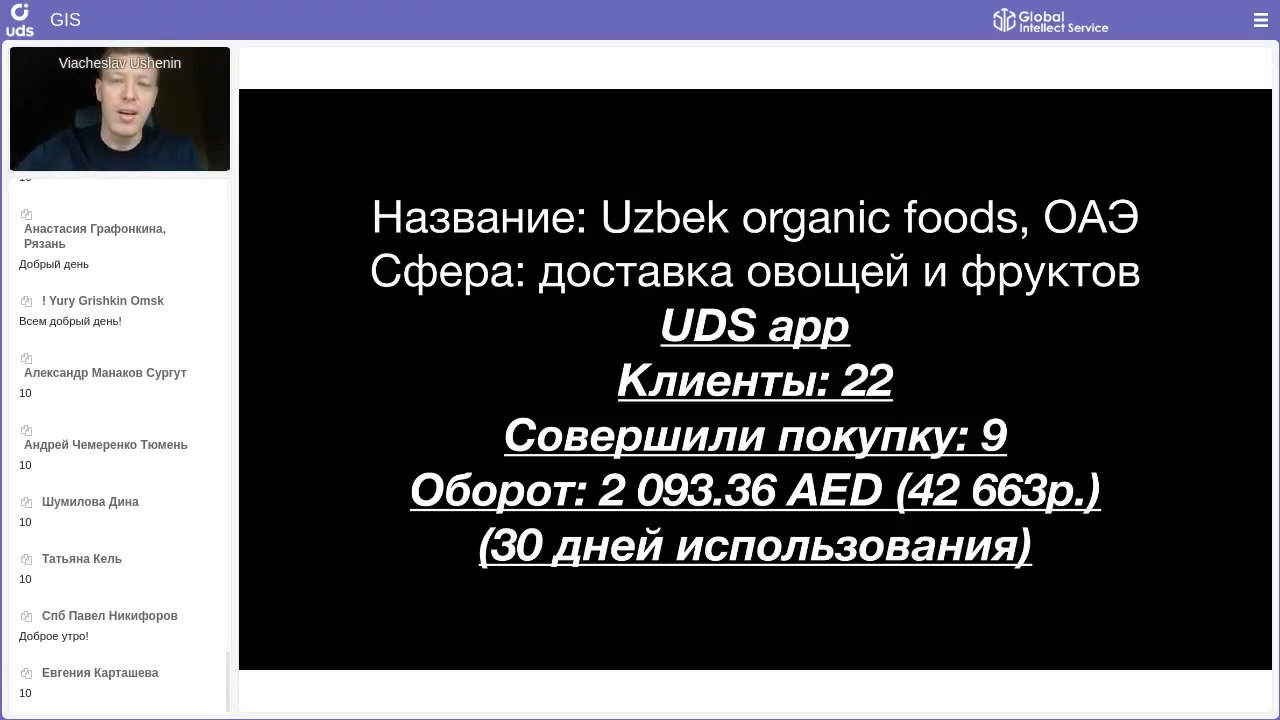 uds
GIS
Global
Intellect Service
Viacheslav Ushenin
Анастасия Графонкина,
Рязань
Добрый день
! Yury Grishkin Omsk
Всем добрый день!
Александр Манаков Сургут
10
Андрей Чемеренко Тюмень
10
Шумилова Дина
10
Татьяна Кель
10
Спб Павел Никифоров
Доброе утро!
Евгения Карташева
10
Название: Uzbek organic foods, ОАЭ
Сфера: доставка овощей и фруктов
UDS app
Клиенты: 22
Совершили покупку: 9
Оборот: 2 093.36 AED (42 663р.)
(30 дней использования)